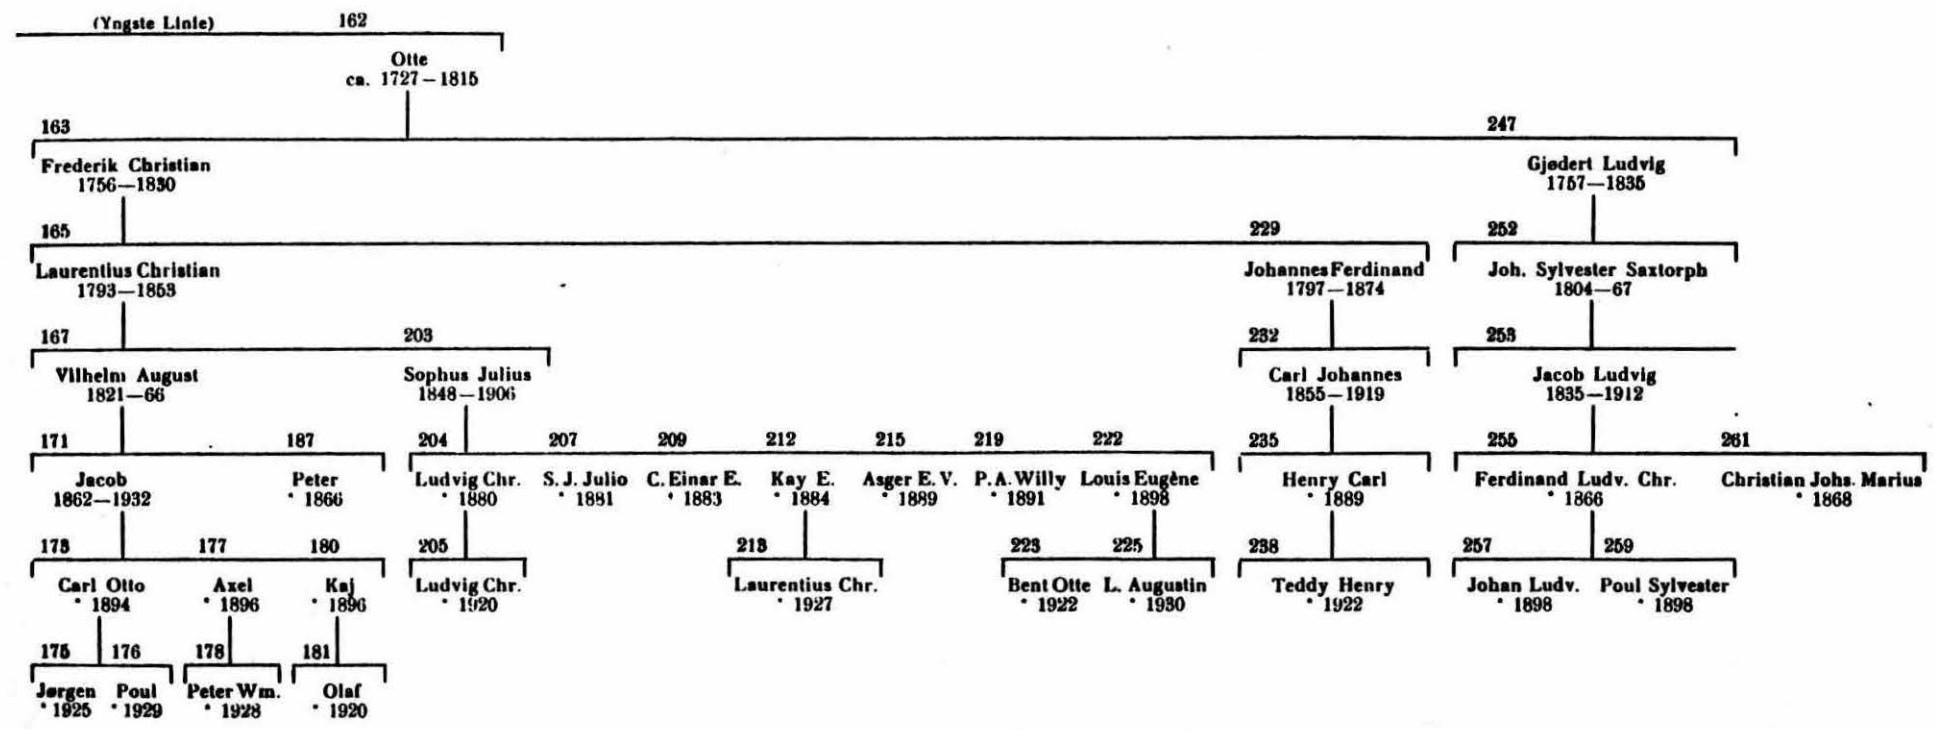 (Yngste Linie) 162
Otte
ca. 1727–1815
163 247
Frederik Christian Gjødert Ludvig
1756—1830 1757—1835
165 229 252
Laurentius Christian Johannes Ferdinand Joh. Sylvester Saxtorph
1793—1853 1797—1874 1804—67
167 203 232 253
Vilhelm August Sophus Julius Carl Johannes Jacob Ludvig
1821—66 1848—1906 1855—1919 1835—1912
171 187 204 207 209 212 215 219 222 235 255 261
Jacob Peter Ludvig Chr. S. J. Julio C. Einar E. Kay E. Asger E. V. P. A. Willy Louis Eugène Henry Carl Ferdinand Ludv. Chr. Christian Johs. Marius
1862—1932 * 1866 * 1880 * 1881 * 1883 * 1884 * 1889 * 1891 * 1898 * 1889 * 1866 * 1868
173 177 180 205 213 223 225 238 257 259
Carl Otto Axel Kaj Ludvig Chr. Laurentius Chr. Bent Otte L. Augustin Teddy Henry Johan Ludv. Poul Sylvester
* 1894 * 1896 * 1896 * 1920 * 1927 * 1922 * 1930 * 1922 * 1898 * 1898
175 176 178 181
Jørgen Poul Peter Wm. Olaf
* 1925 * 1929 * 1928 * 1920